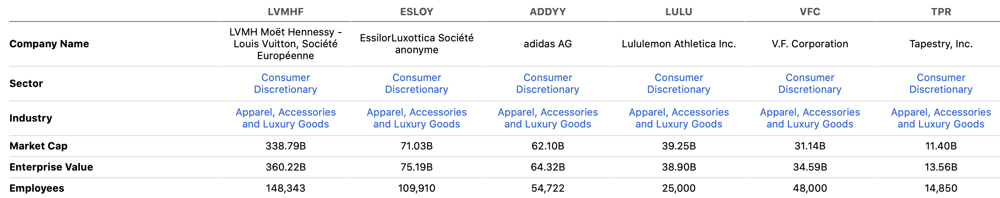 LVMHF ESLOY ADDYY LULU VFC TPR
Company Name LVMH Moët Hennessy - Louis Vuitton, Société Européenne EssilorLuxottica Société anonyme adidas AG Lululemon Athletica Inc. V.F. Corporation Tapestry, Inc.
Sector Consumer Discretionary Consumer Discretionary Consumer Discretionary Consumer Discretionary Consumer Discretionary Consumer Discretionary
Industry Apparel, Accessories and Luxury Goods Apparel, Accessories and Luxury Goods Apparel, Accessories and Luxury Goods Apparel, Accessories and Luxury Goods Apparel, Accessories and Luxury Goods Apparel, Accessories and Luxury Goods
Market Cap 338.79B 71.03B 62.10B 39.25B 31.14B 11.40B
Enterprise Value 360.22B 75.19B 64.32B 38.90B 34.59B 13.56B
Employees 148,343 109,910 54,722 25,000 48,000 14,850